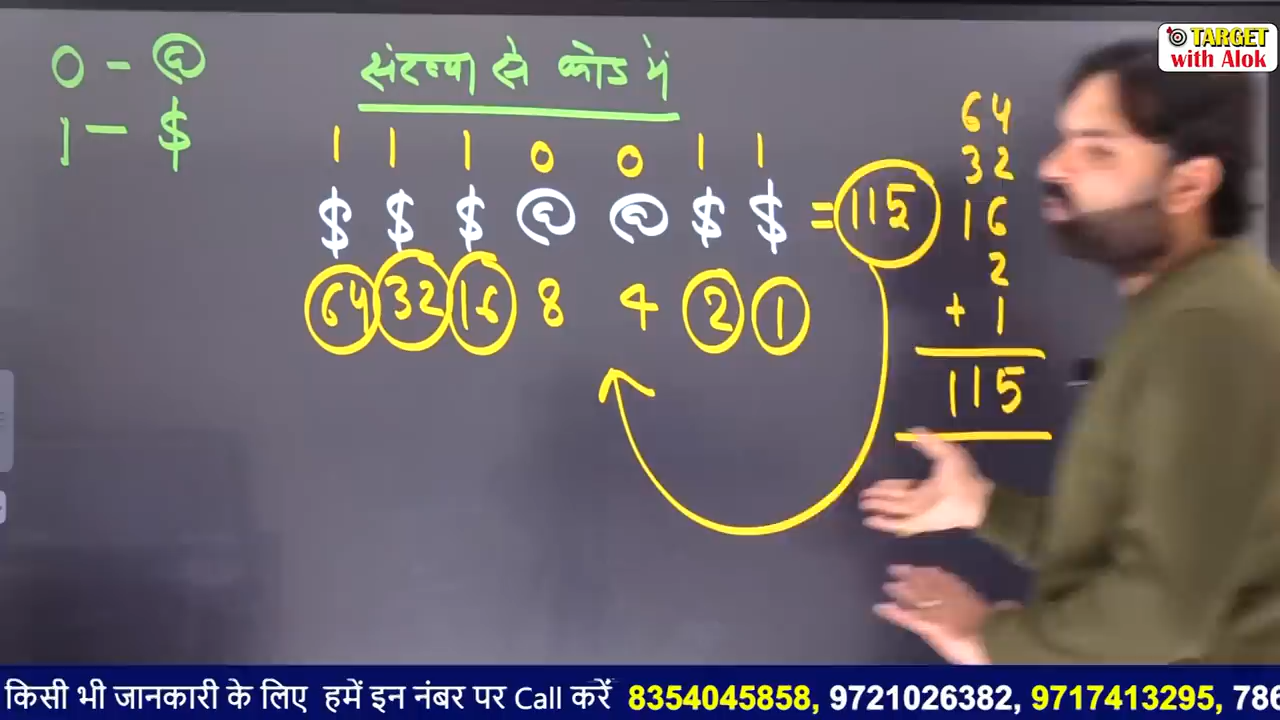 TARGET
with Alok
0 - @
1 - $
संख्या से कोड में
1 1 1 0 0 1 1
$ $ $ @ @ $ $ = 115
64 32 16 8 4 2 1
64
32
16
2
+ 1
115
किसी भी जानकारी के लिए हमें इन नंबर पर Call करें 8354045858, 9721026382, 9717413295, 786